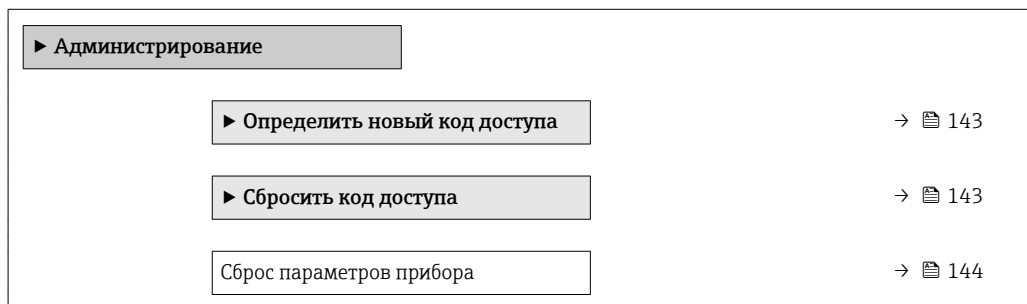 ▶ Администрирование
▶ Определить новый код доступа → 🖺 143
▶ Сбросить код доступа → 🖺 143
Сброс параметров прибора → 🖺 144